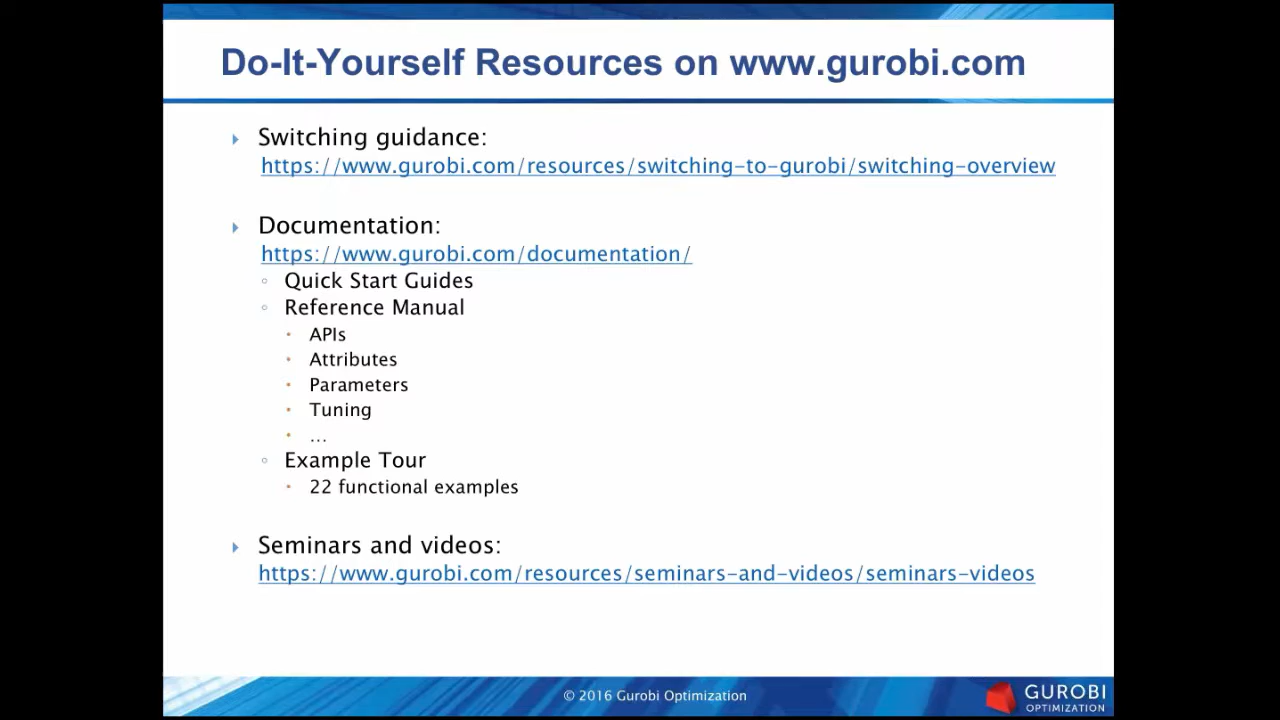 Do-It-Yourself Resources on www.gurobi.com
Switching guidance:
https://www.gurobi.com/resources/switching-to-gurobi/switching-overview
Documentation:
https://www.gurobi.com/documentation/
Quick Start Guides
Reference Manual
APIs
Attributes
Parameters
Tuning
...
Example Tour
22 functional examples
Seminars and videos:
https://www.gurobi.com/resources/seminars-and-videos/seminars-videos
© 2016 Gurobi Optimization
GUROBI
OPTIMIZATION